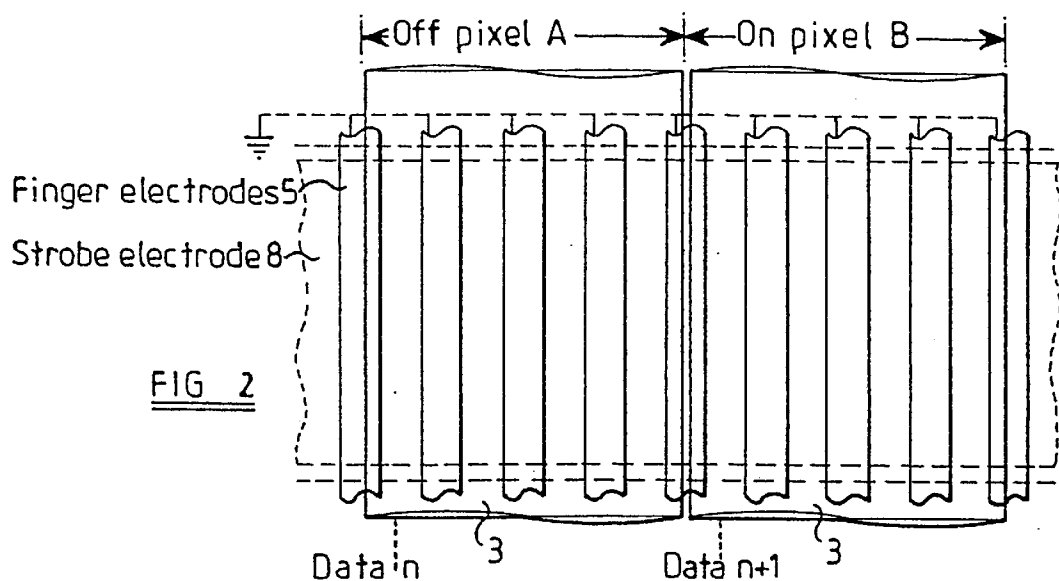 Off pixel A On pixel B
Finger electrodes 5
Strobe electrode 8
FIG 2
3 3
Data n Data n+1